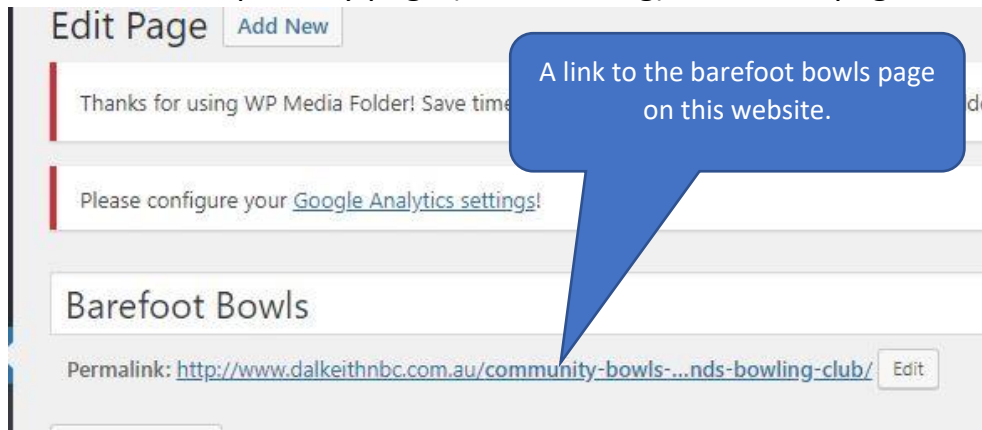 Edit Page Add New
A link to the barefoot bowls page
on this website.
Thanks for using WP Media Folder! Save time
Please configure your Google Analytics settings!
Barefoot Bowls
Permalink: http://www.dalkeithnbc.com.au/community-bowls-...nds-bowling-club/ Edit